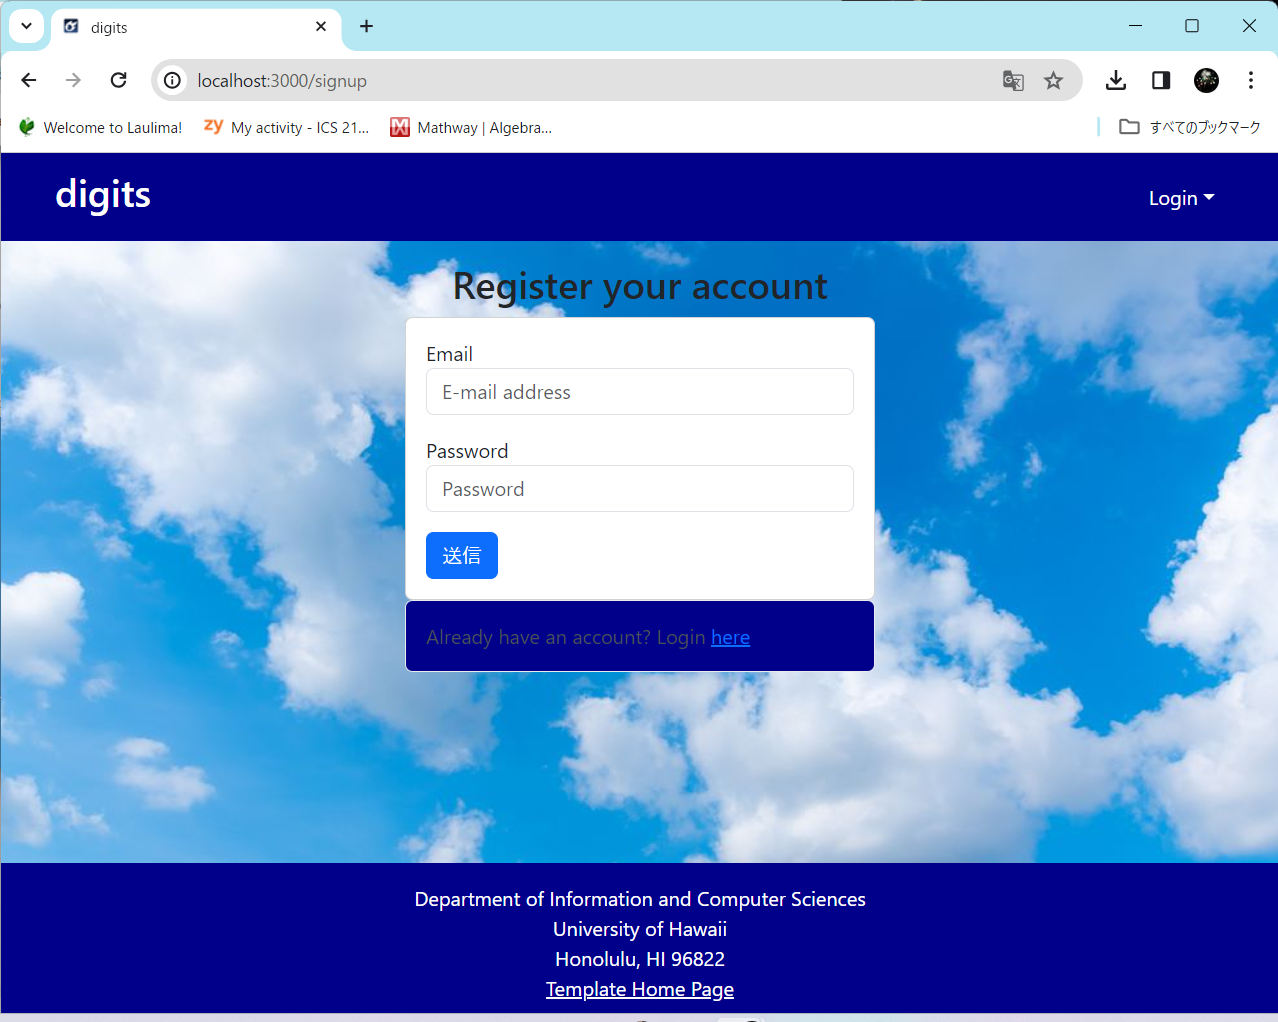 digits
localhost:3000/signup
Welcome to Laulima!
zy My activity - ICS 21...
Mathway | Algebra...
すべてのブックマーク
digits
Login
Register your account
Email
E-mail address
Password
Password
送信
Already have an account? Login here
Department of Information and Computer Sciences
University of Hawaii
Honolulu, HI 96822
Template Home Page